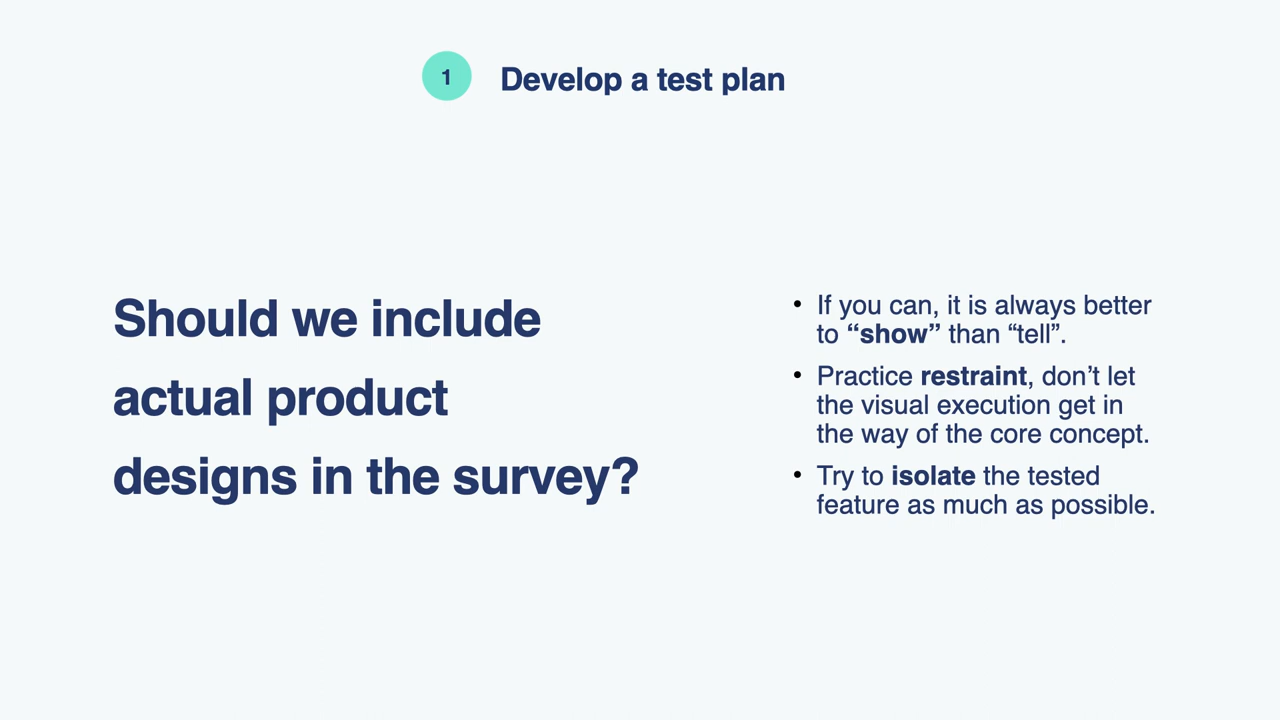 1
Develop a test plan
Should we include
actual product
designs in the survey?
• If you can, it is always better
to “show” than “tell”.
• Practice restraint, don’t let
the visual execution get in
the way of the core concept.
• Try to isolate the tested
feature as much as possible.